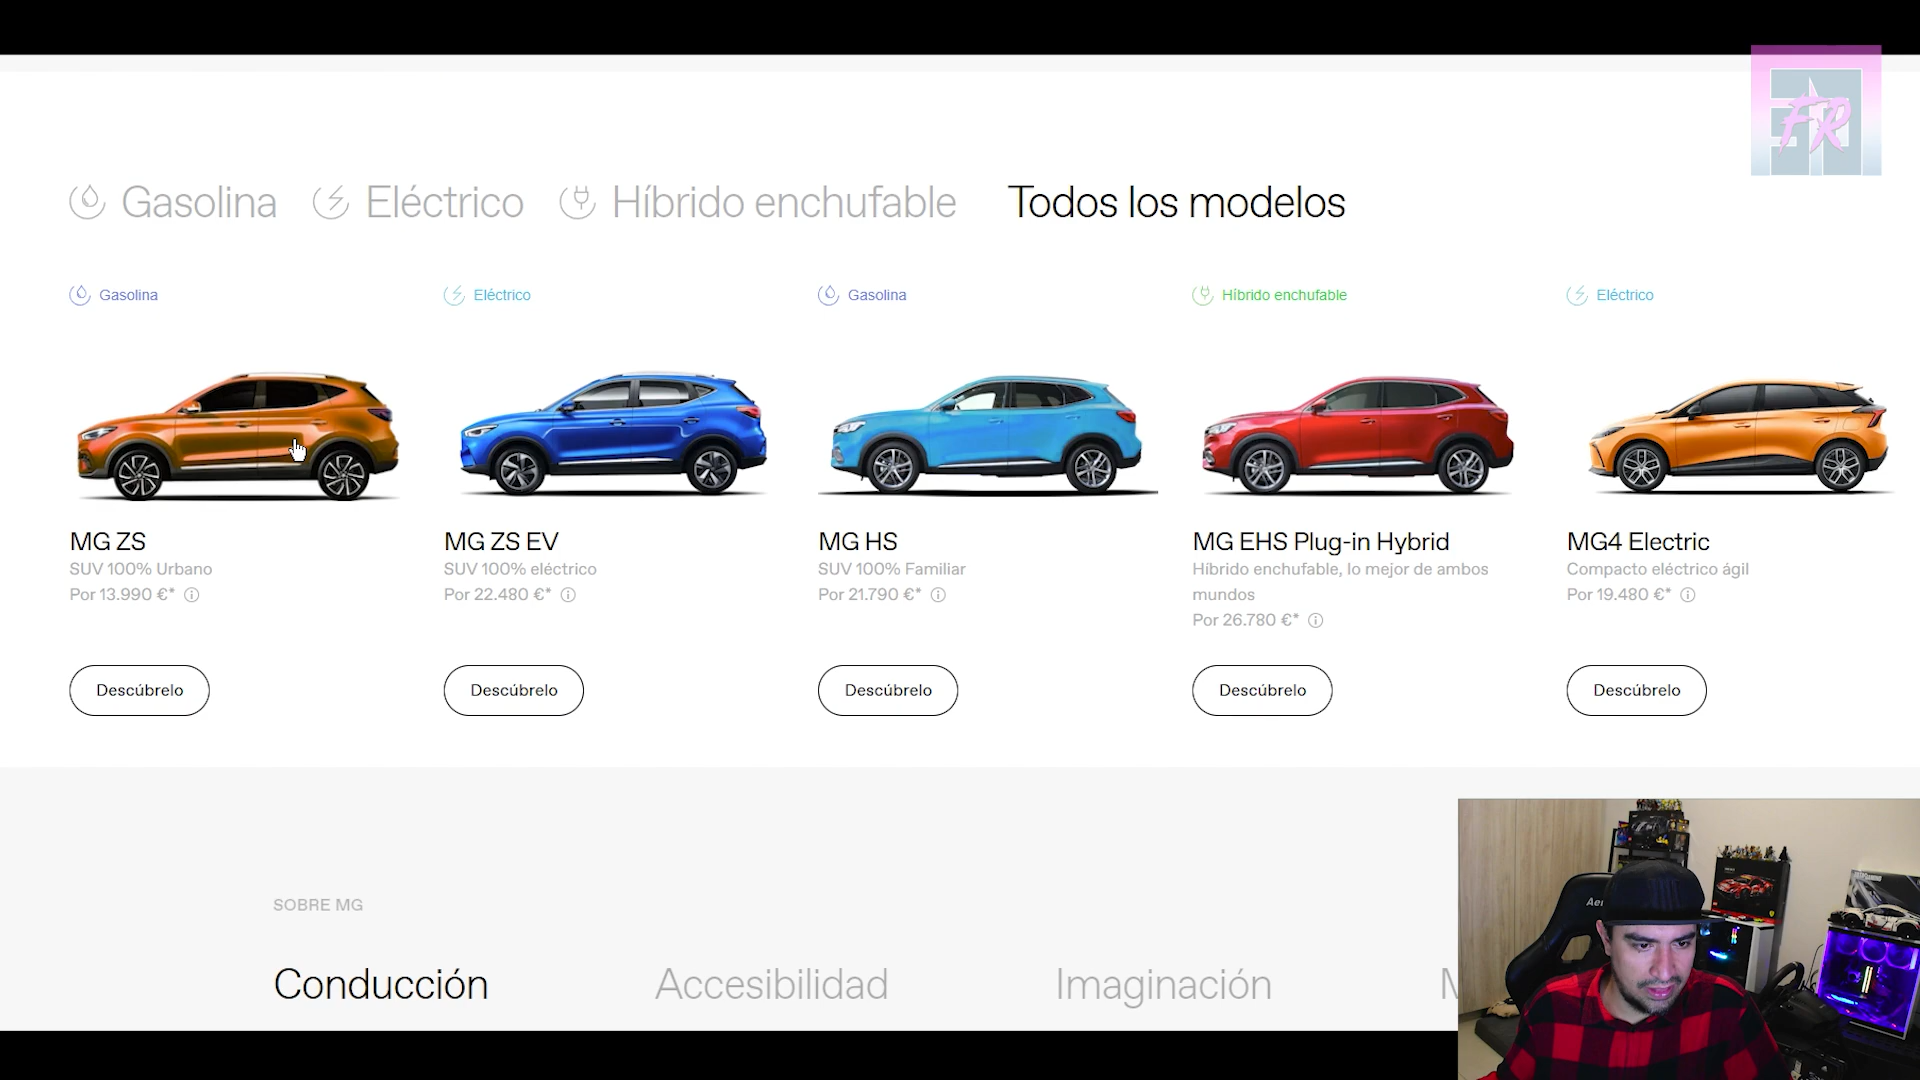 FR
Gasolina Eléctrico Híbrido enchufable Todos los modelos
Gasolina
Eléctrico
Gasolina
Híbrido enchufable
Eléctrico
MG ZS
SUV 100% Urbano
Por 13.990 €*
Descúbrelo
MG ZS EV
SUV 100% eléctrico
Por 22.480 €*
Descúbrelo
MG HS
SUV 100% Familiar
Por 21.790 €*
Descúbrelo
MG EHS Plug-in Hybrid
Híbrido enchufable, lo mejor de ambos
mundos
Por 26.780 €*
Descúbrelo
MG4 Electric
Compacto eléctrico ágil
Por 19.480 €*
Descúbrelo
SOBRE MG
Conducción Accesibilidad Imaginación M